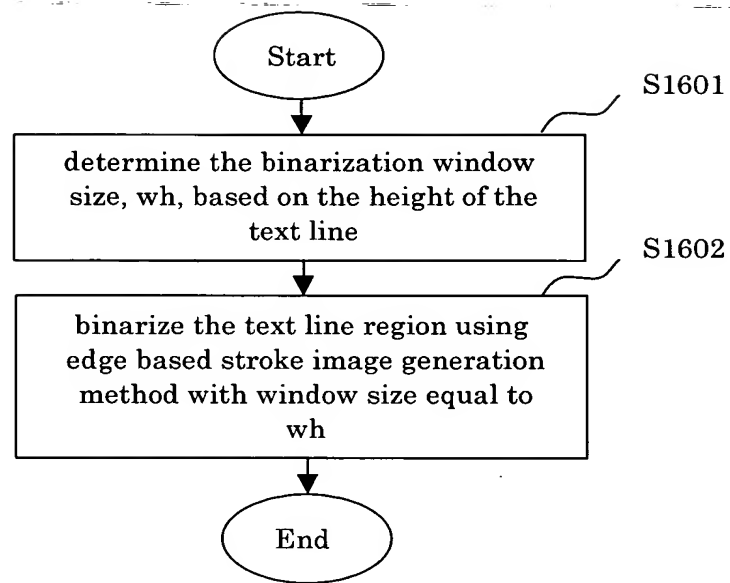 Start
S1601
determine the binarization window
size, wh, based on the height of the
text line
S1602
binarize the text line region using
edge based stroke image generation
method with window size equal to
wh
End